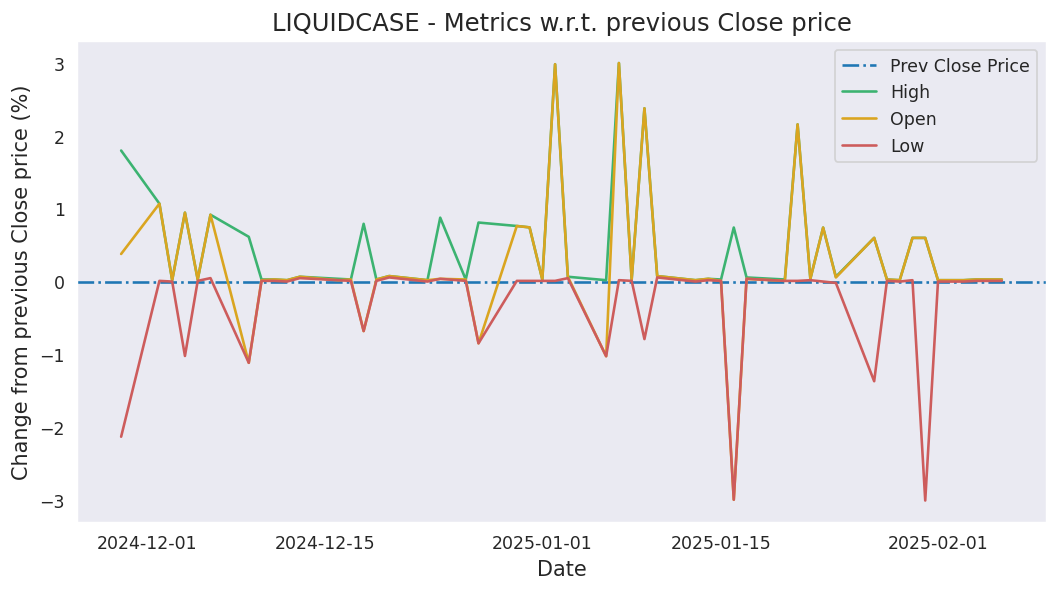 LIQUIDCASE - Metrics w.r.t. previous Close price
Change from previous Close price (%)
3
2
1
0
−1
−2
−3
Prev Close Price
High
Open
Low
2024-12-01 2024-12-15 2025-01-01 2025-01-15 2025-02-01
Date